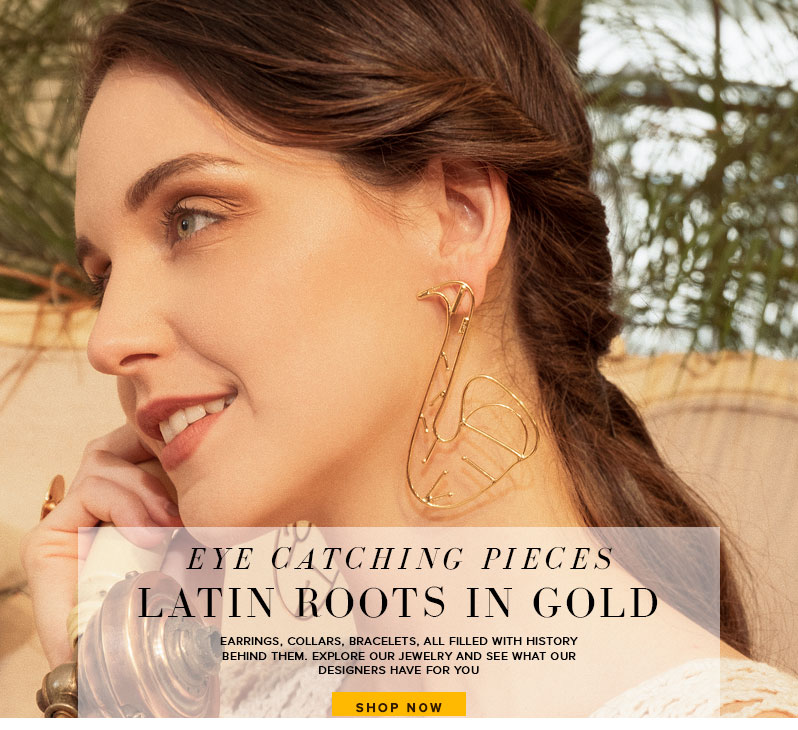 EYE CATCHING PIECES
LATIN ROOTS IN GOLD
EARRINGS, COLLARS, BRACELETS, ALL FILLED WITH HISTORY
BEHIND THEM. EXPLORE OUR JEWELRY AND SEE WHAT OUR
DESIGNERS HAVE FOR YOU
SHOP NOW